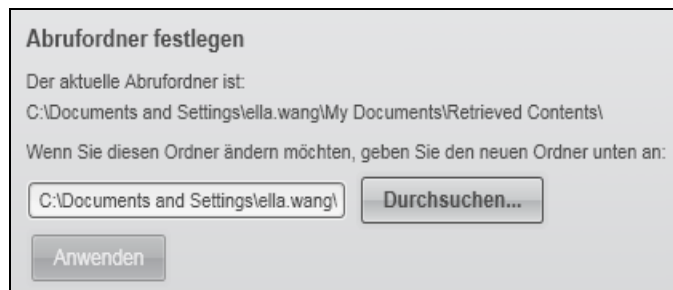 Abrufordner festlegen
Der aktuelle Abrufordner ist:
C:\Documents and Settings\ella.wang\My Documents\Retrieved Contents\
Wenn Sie diesen Ordner ändern möchten, geben Sie den neuen Ordner unten an:
C:\Documents and Settings\ella.wang\ Durchsuchen...
Anwenden